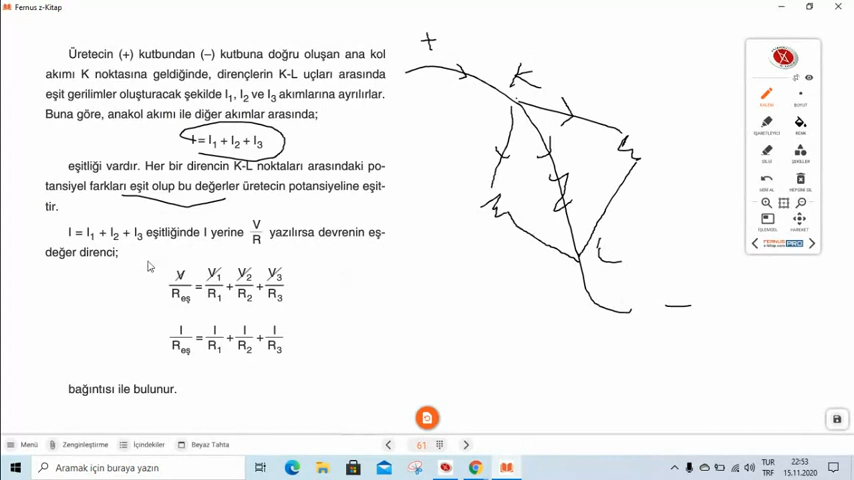 Fernus z-Kitap
Üretecin (+) kutbundan (–) kutbuna doğru oluşan ana kol
akımı K noktasına geldiğinde, dirençlerin K-L uçları arasında
eşit gerilimler oluşturacak şekilde I₁, I₂ ve I₃ akımlarına ayrılırlar.
Buna göre, anakol akımı ile diğer akımlar arasında;
I = I₁ + I₂ + I₃
eşitliği vardır. Her bir direncin K-L noktaları arasındaki po-
tansiyel farkları eşit olup bu değerler üretecin potansiyeline eşit-
tir.
I = I₁ + I₂ + I₃ eşitliğinde I yerine V/R yazılırsa devrenin eş-
değer direnci;
V/Reş = V₁/R₁ + V₂/R₂ + V₃/R₃
I/Reş = I/R₁ + I/R₂ + I/R₃
bağıntısı ile bulunur.
+
K
L
–
KALEM
BOYUT
İŞARETLEYİCİ
RENK
SİLGİ
ŞEKİLLER
GERİ AL
HEPSİNİ SİL
İŞLEMLER
HAREKET
FERNUS PRO
Menü
Zenginleştirme
İçindekiler
Beyaz Tahta
61
Aramak için buraya yazın
TUR
TRF
22:53
15.11.2020